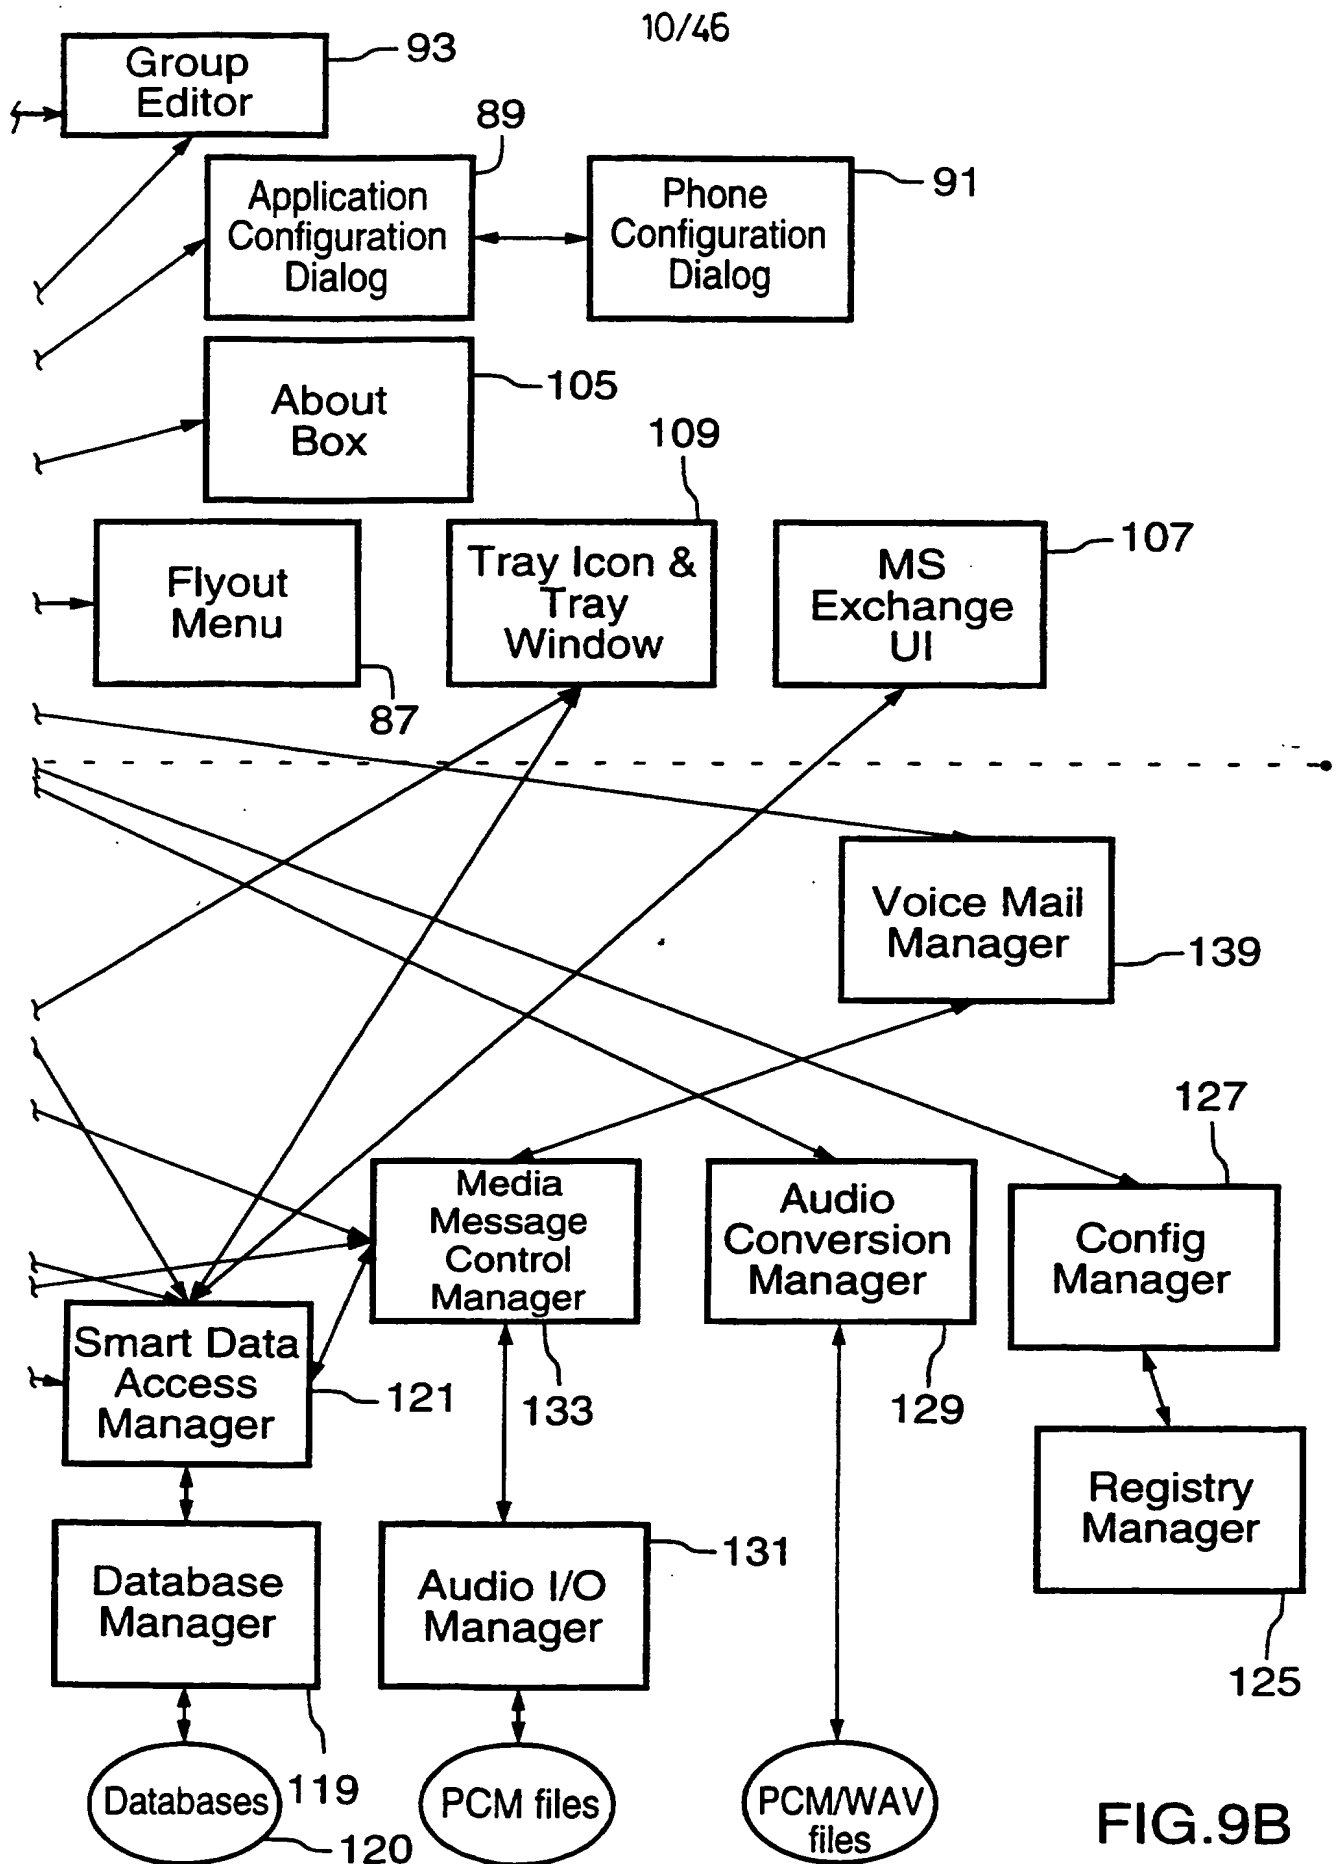 10/46
Group
Editor
93
89
Application
Configuration
Dialog
Phone
Configuration
Dialog
91
About
Box
105
109
Flyout
Menu
87
Tray Icon &
Tray
Window
MS
Exchange
UI
107
Voice Mail
Manager
139
127
Media
Message
Control
Manager
133
Audio
Conversion
Manager
129
Config
Manager
Smart Data
Access
Manager
121
Database
Manager
119
Audio I/O
Manager
131
Registry
Manager
125
Databases
120
PCM files
PCM/WAV
files
FIG.9B